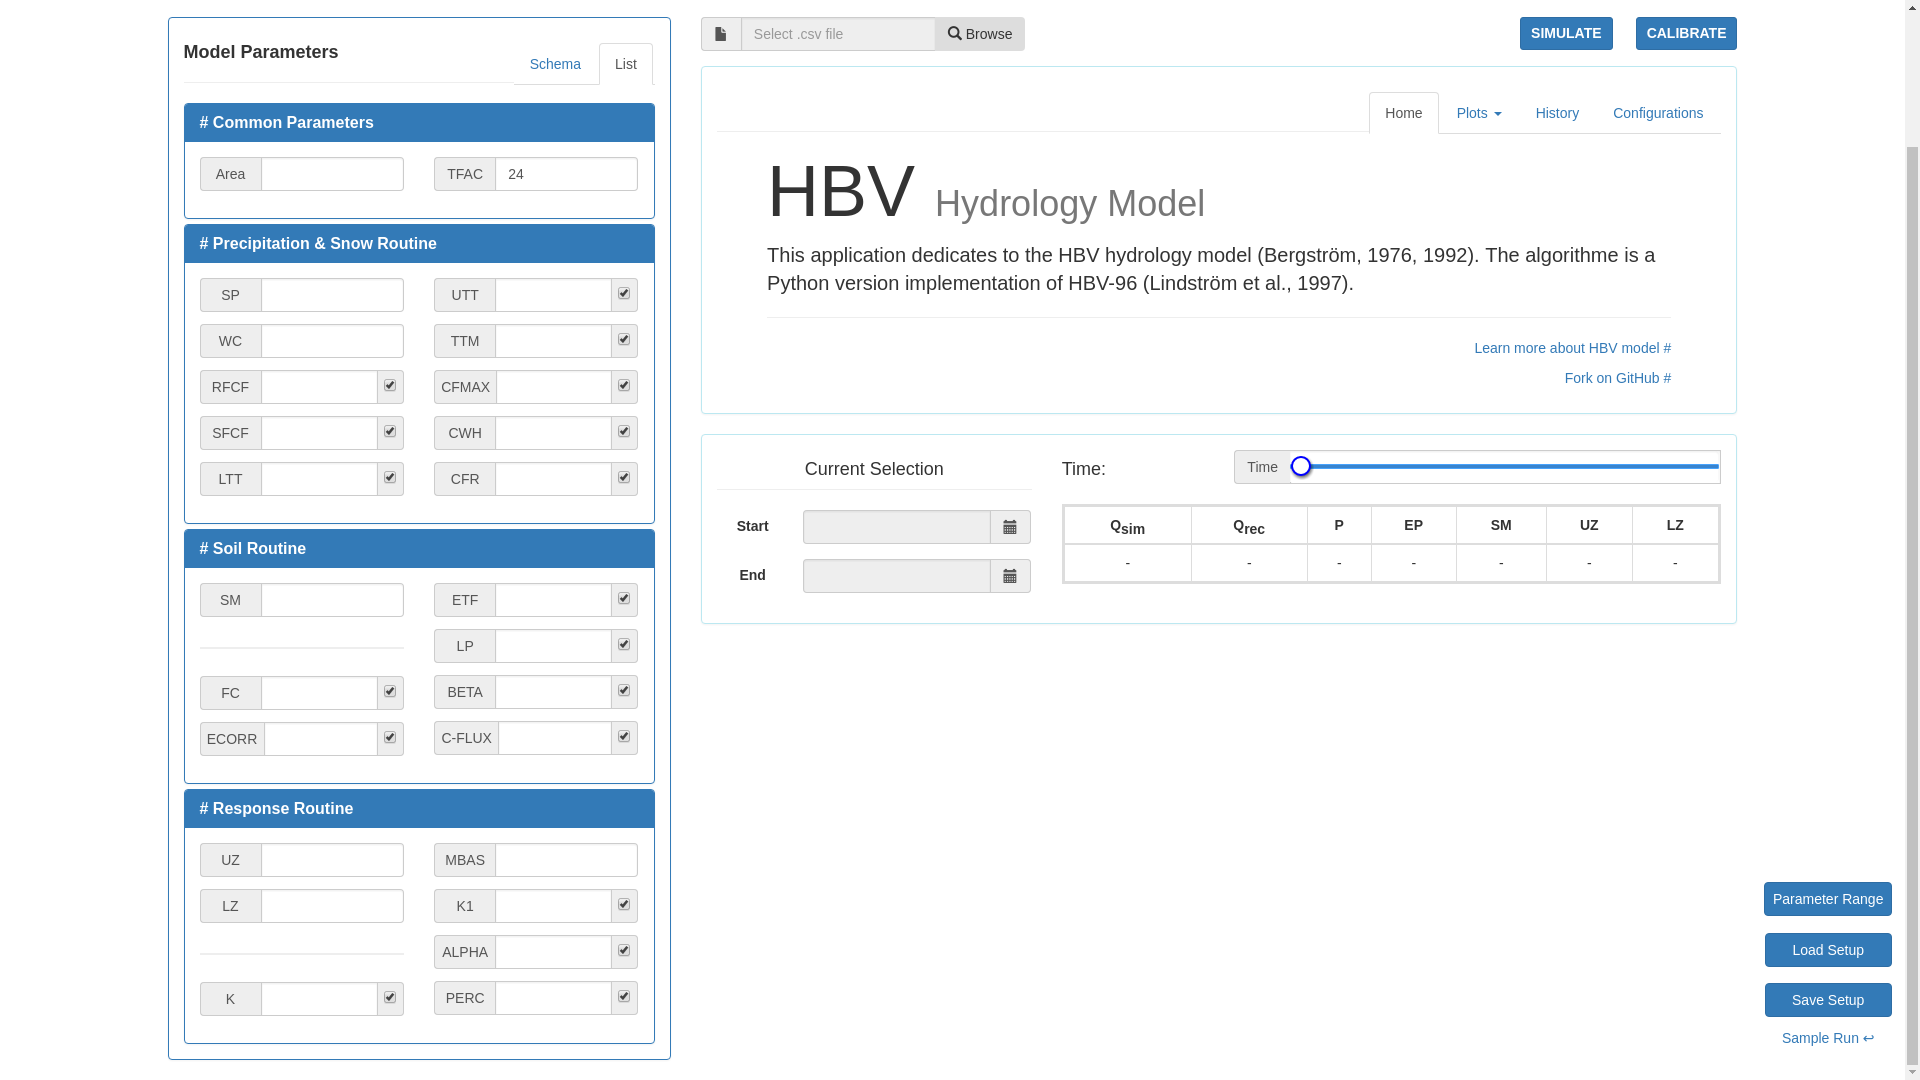 Model Parameters
Schema
List
# Common Parameters
Area
TFAC
24
# Precipitation & Snow Routine
SP
UTT
WC
TTM
RFCF
CFMAX
SFCF
CWH
LTT
CFR
# Soil Routine
SM
ETF
LP
FC
BETA
ECORR
C-FLUX
# Response Routine
UZ
MBAS
LZ
K1
ALPHA
K
PERC
Select .csv file
Browse
SIMULATE
CALIBRATE
Home
Plots
History
Configurations
HBV Hydrology Model
This application dedicates to the HBV hydrology model (Bergström, 1976, 1992). The algorithme is a
Python version implementation of HBV-96 (Lindström et al., 1997).
Learn more about HBV model #
Fork on GitHub #
Current Selection
Start
End
Time:
Time
Qsim Qrec P EP SM UZ LZ
- - - - - - -
Parameter Range
Load Setup
Save Setup
Sample Run ↩